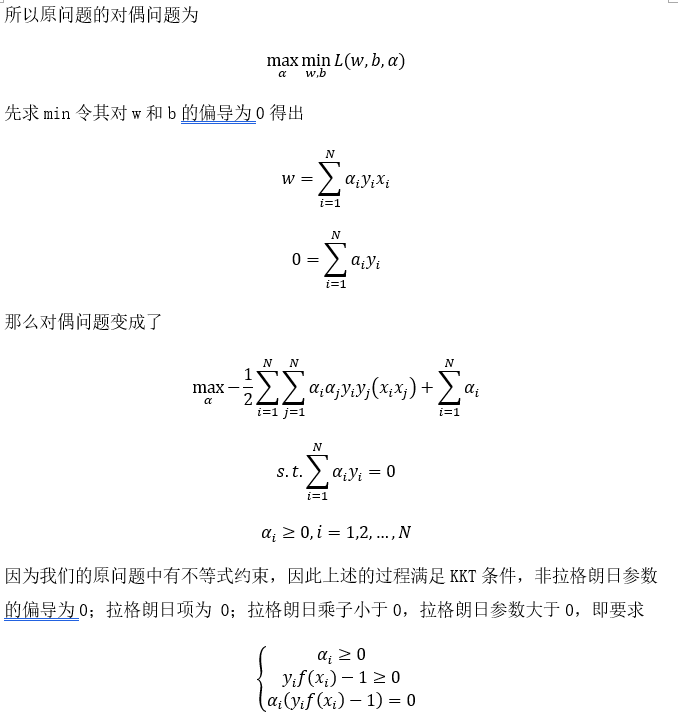 所以原问题的对偶问题为
max min L(w, b, α)
α w,b
先求 min 令其对 w 和 b 的偏导为 0 得出
w = ∑_{i=1}^{N} α_i y_i x_i
0 = ∑_{i=1}^{N} a_i y_i
那么对偶问题变成了
max_α −1/2 ∑_{i=1}^{N} ∑_{j=1}^{N} α_i α_j y_i y_j (x_i x_j) + ∑_{i=1}^{N} α_i
s.t. ∑_{i=1}^{N} α_i y_i = 0
α_i ≥ 0, i = 1,2, …, N
因为我们的原问题中有不等式约束，因此上述的过程满足 KKT 条件，非拉格朗日参数
的偏导为 0；拉格朗日项为 0；拉格朗日乘子小于 0，拉格朗日参数大于 0，即要求
α_i ≥ 0
y_i f(x_i) − 1 ≥ 0
α_i (y_i f(x_i) − 1) = 0